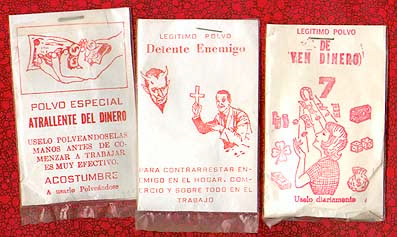 POLVO ESPECIAL
ATRALLENTE DEL DINERO
USELO POLVEANDOSELAS
MANOS ANTES DE CO-
MENZAR A TRABAJAR
ES MUY EFECTIVO.
ACOSTUMBRE
A usarlo Polveándose
LEGITIMO POLVO
Detente Enemigo
PARA CONTRARRESTAR EN-
EMIGO EN EL HOGAR. COM-
ERCIO Y SOBRE TODO EN EL
TRABAJO
LEGITIMO POLVO
DE
(VEN DINERO)
7
Uselo diariamente